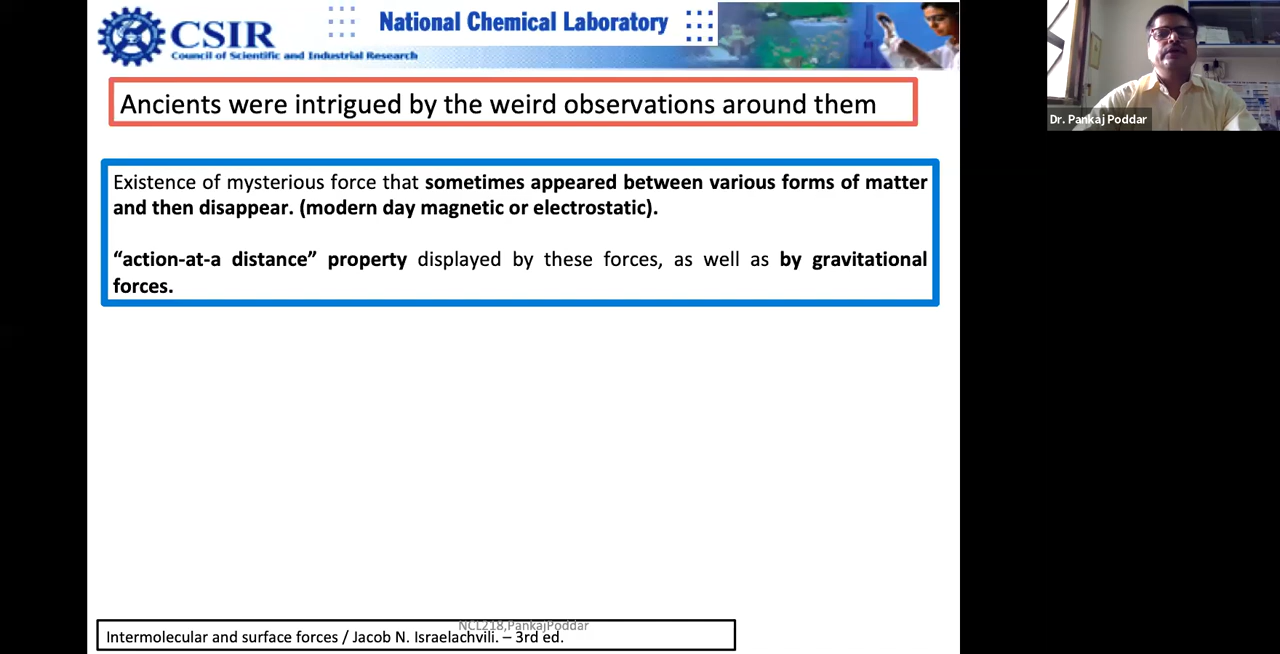 CSIR
Council of Scientific and Industrial Research
National Chemical Laboratory
Dr. Pankaj Poddar
Ancients were intrigued by the weird observations around them
Existence of mysterious force that sometimes appeared between various forms of matter
and then disappear. (modern day magnetic or electrostatic).
“action-at-a distance” property displayed by these forces, as well as by gravitational
forces.
NCL218,PankajPoddar
Intermolecular and surface forces / Jacob N. Israelachvili. – 3rd ed.